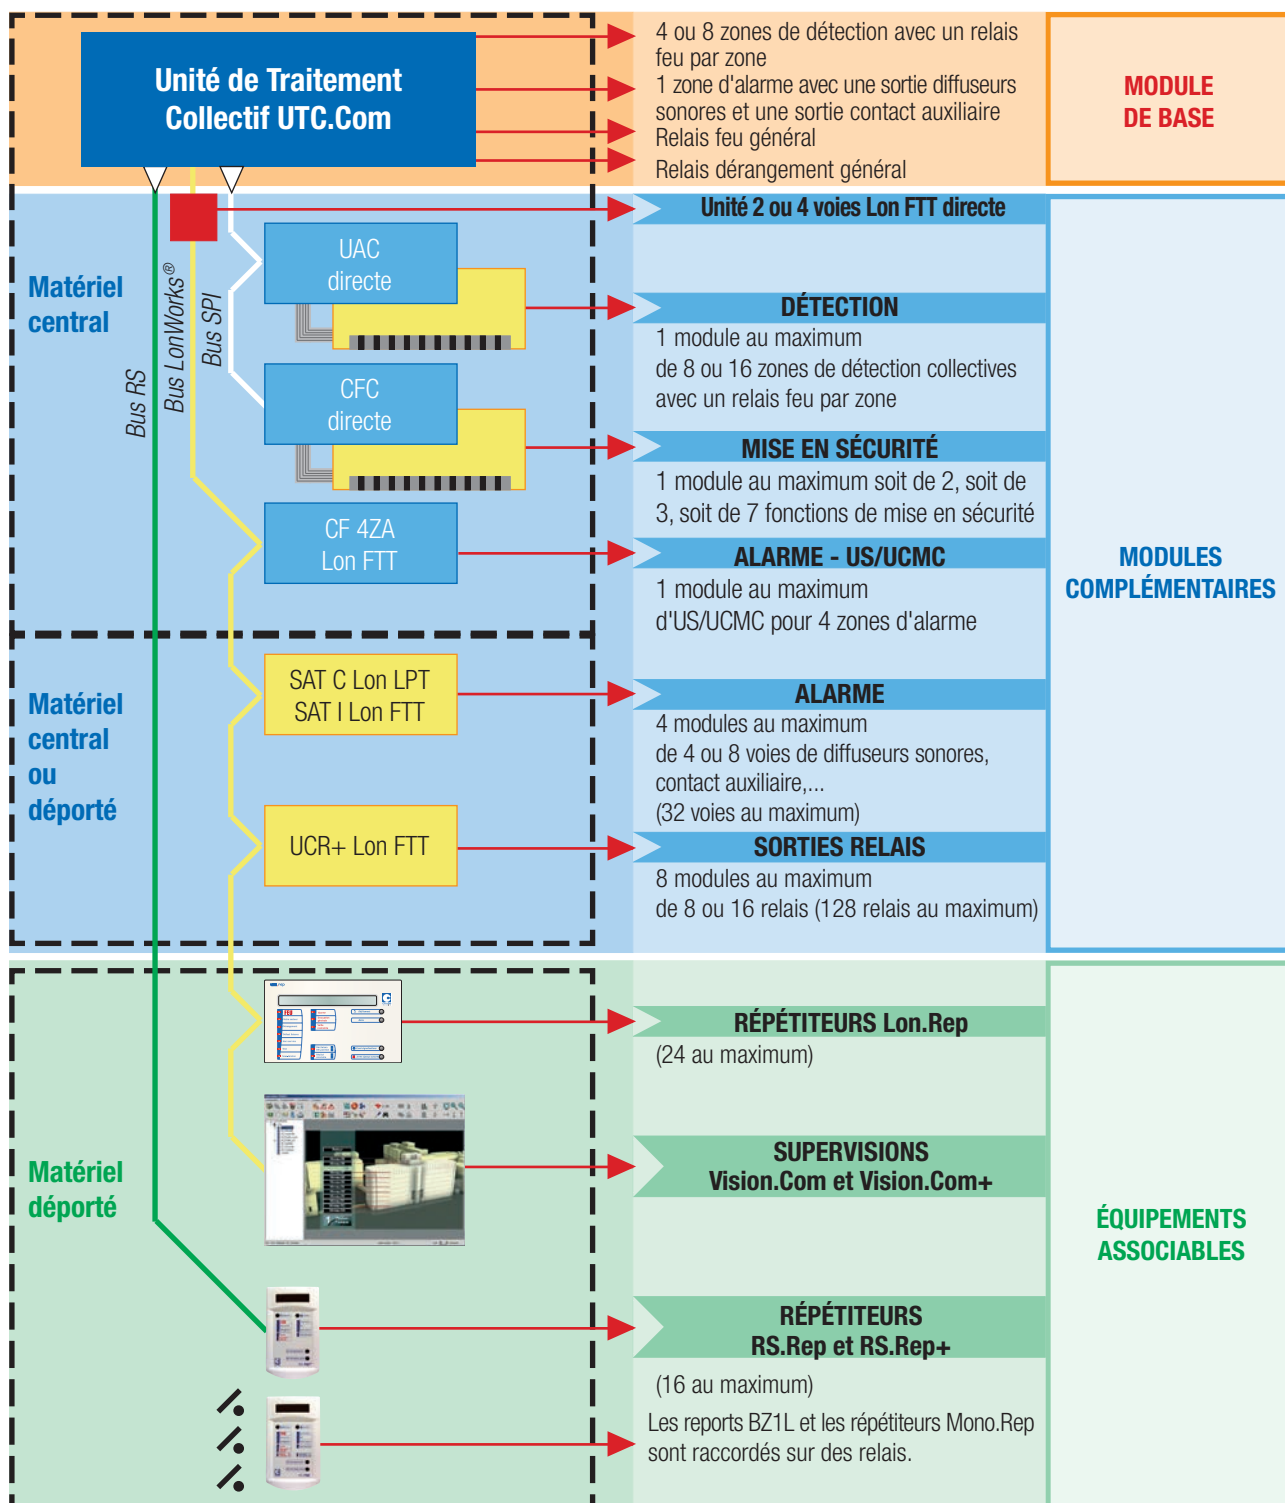 Unité de Traitement
Collectif UTC.Com
4 ou 8 zones de détection avec un relais
feu par zone
1 zone d'alarme avec une sortie diffuseurs
sonores et une sortie contact auxiliaire
Relais feu général
Relais dérangement général
MODULE
DE BASE
Matériel
central
Bus RS
Bus LonWorks®
Bus SPI
Unité 2 ou 4 voies Lon FTT directe
UAC
directe
DÉTECTION
1 module au maximum
de 8 ou 16 zones de détection collectives
avec un relais feu par zone
CFC
directe
MISE EN SÉCURITÉ
1 module au maximum soit de 2, soit de
3, soit de 7 fonctions de mise en sécurité
CF 4ZA
Lon FTT
ALARME - US/UCMC
1 module au maximum
d'US/UCMC pour 4 zones d'alarme
MODULES
COMPLÉMENTAIRES
Matériel
central
ou
déporté
SAT C Lon LPT
SAT I Lon FTT
ALARME
4 modules au maximum
de 4 ou 8 voies de diffuseurs sonores,
contact auxiliaire,...
(32 voies au maximum)
UCR+ Lon FTT
SORTIES RELAIS
8 modules au maximum
de 8 ou 16 relais (128 relais au maximum)
Matériel
déporté
FEU
RÉPÉTITEURS Lon.Rep
(24 au maximum)
SUPERVISIONS
Vision.Com et Vision.Com+
RÉPÉTITEURS
RS.Rep et RS.Rep+
(16 au maximum)
Les reports BZ1L et les répétiteurs Mono.Rep
sont raccordés sur des relais.
ÉQUIPEMENTS
ASSOCIABLES